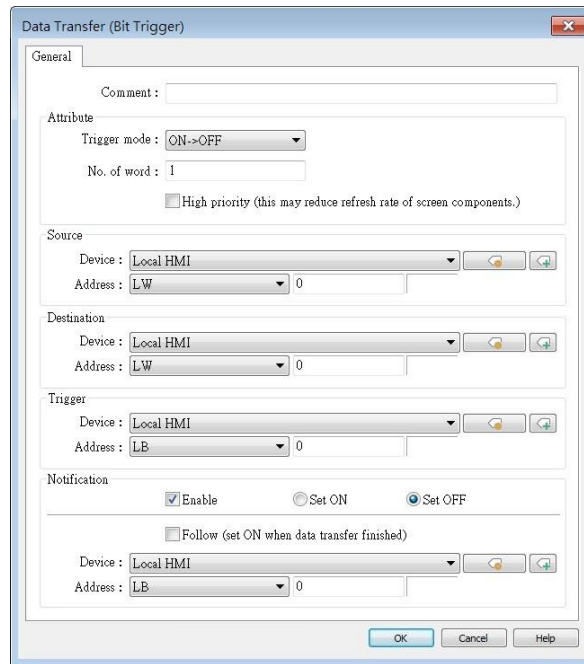 Data Transfer (Bit Trigger)
General
Comment :
Attribute
Trigger mode : ON->OFF
No. of word : 1
High priority (this may reduce refresh rate of screen components.)
Source
Device : Local HMI
Address : LW 0
Destination
Device : Local HMI
Address : LW 0
Trigger
Device : Local HMI
Address : LB 0
Notification
Enable Set ON Set OFF
Follow (set ON when data transfer finished)
Device : Local HMI
Address : LB 0
OK Cancel Help